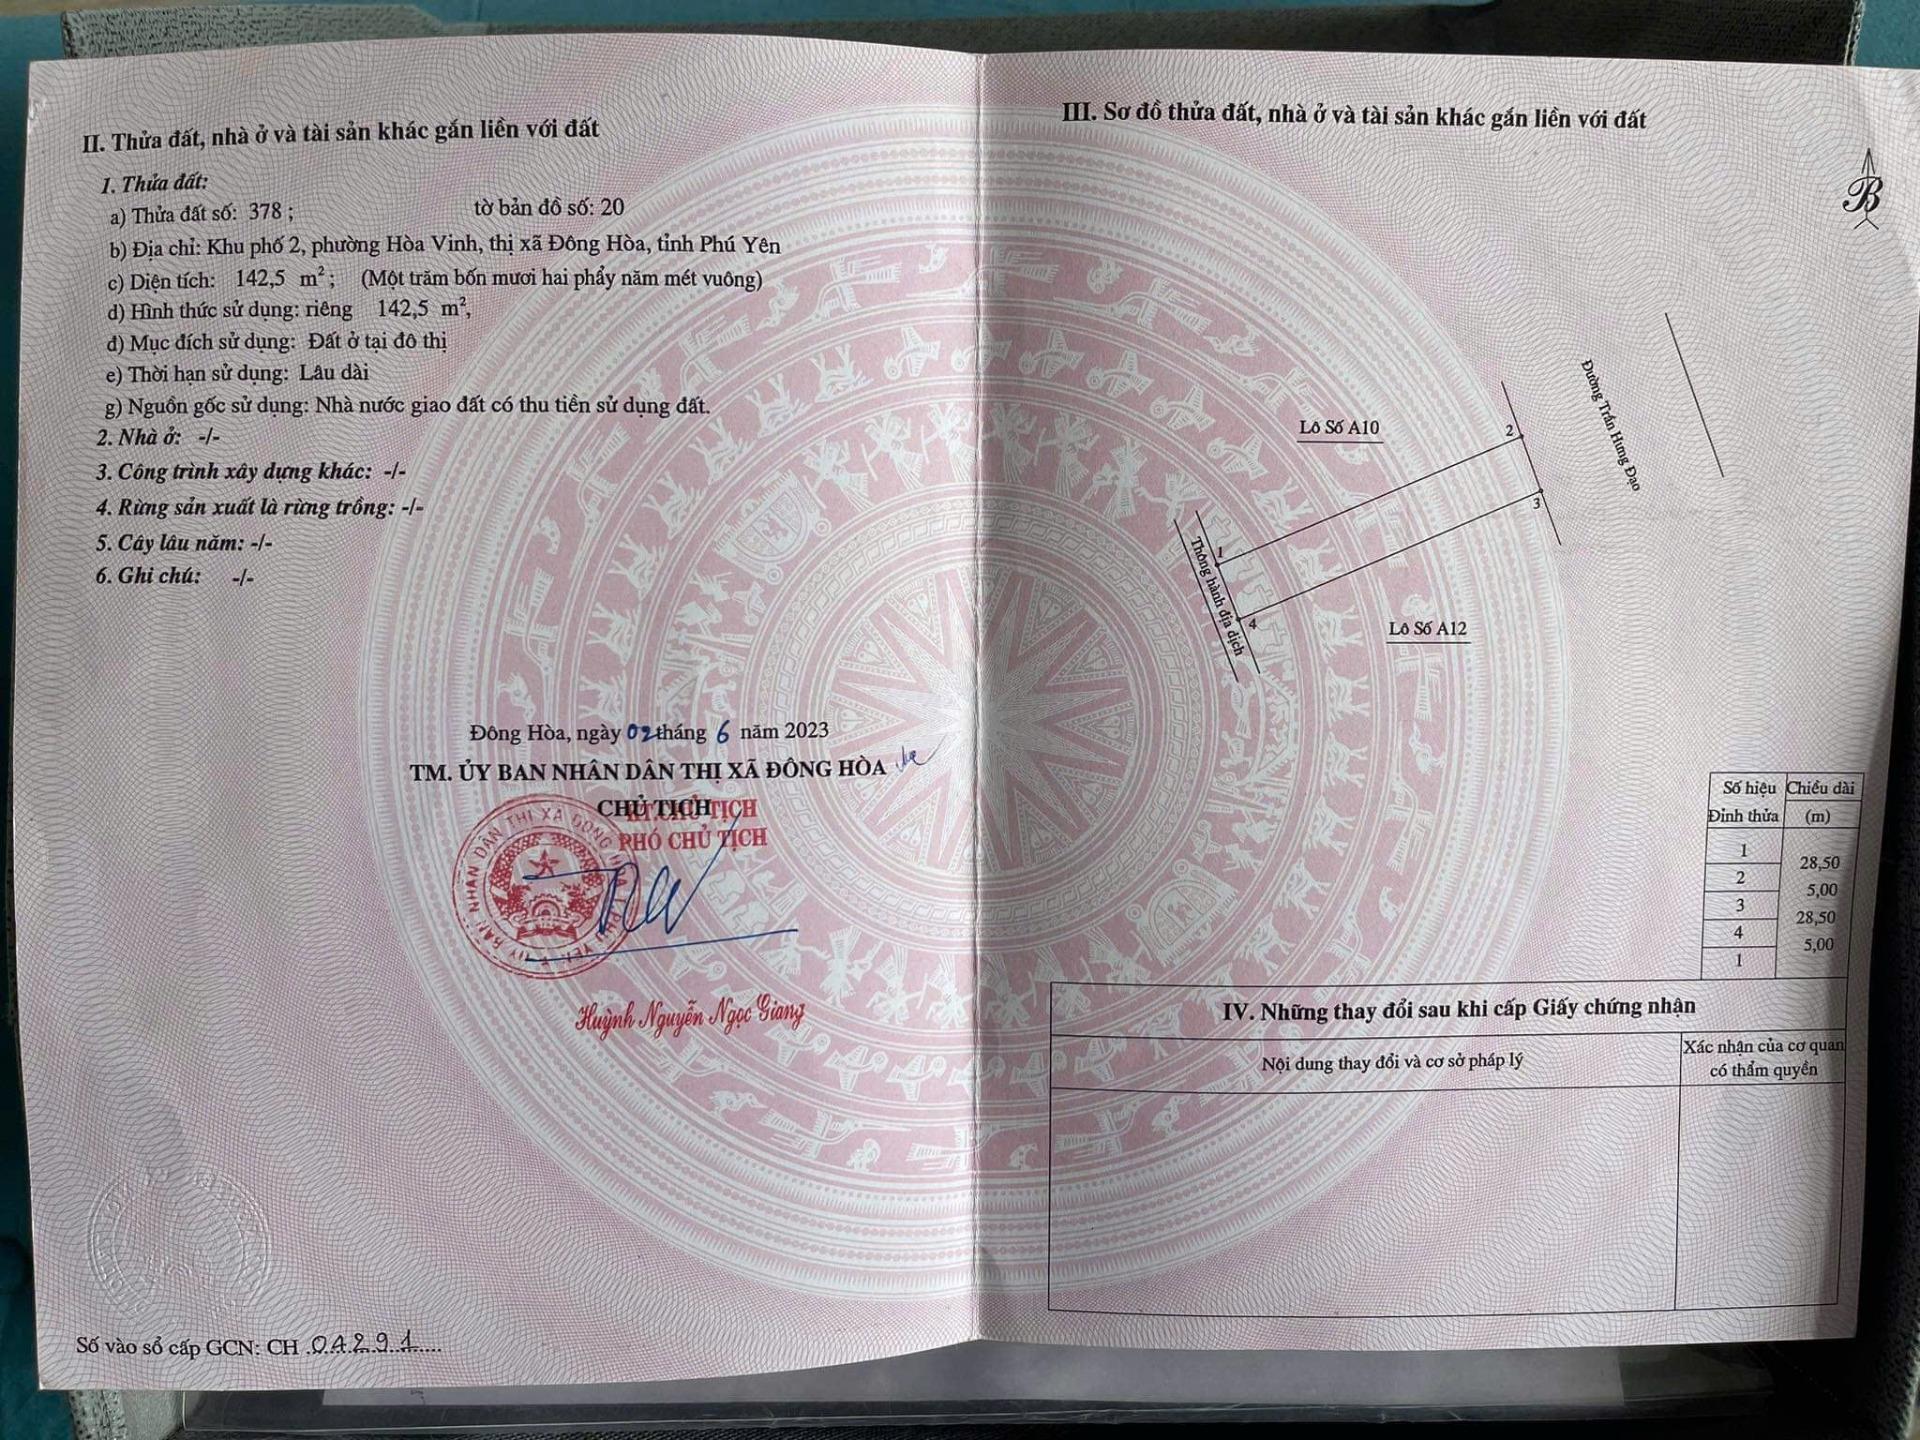 II. Thửa đất, nhà ở và tài sản khác gắn liền với đất
1. Thửa đất:
a) Thửa đất số: 378 ; tờ bản đồ số: 20
b) Địa chỉ: Khu phố 2, phường Hòa Vinh, thị xã Đông Hòa, tỉnh Phú Yên
c) Diện tích: 142,5 m²; (Một trăm bốn mươi hai phẩy năm mét vuông)
d) Hình thức sử dụng: riêng 142,5 m²,
đ) Mục đích sử dụng: Đất ở tại đô thị
e) Thời hạn sử dụng: Lâu dài
g) Nguồn gốc sử dụng: Nhà nước giao đất có thu tiền sử dụng đất.
2. Nhà ở: -/-
3. Công trình xây dựng khác: -/-
4. Rừng sản xuất là rừng trồng: -/-
5. Cây lâu năm: -/-
6. Ghi chú: -/-
Đông Hòa, ngày 02 tháng 6 năm 2023
TM. ỦY BAN NHÂN DÂN THỊ XÃ ĐÔNG HÒA
CHỦ TỊCH
PHÓ CHỦ TỊCH
Huỳnh Nguyễn Ngọc Giang
Số vào sổ cấp GCN: CH 04291
III. Sơ đồ thửa đất, nhà ở và tài sản khác gắn liền với đất
B
Đường Trần Hưng Đạo
Lô Số A10
2
3
1
Thông hành địa dịch
4
Lô Số A12
Số hiệu Chiều dài
Đỉnh thửa (m)
1
28,50
2
5,00
3
28,50
4
5,00
1
IV. Những thay đổi sau khi cấp Giấy chứng nhận
Nội dung thay đổi và cơ sở pháp lý
Xác nhận của cơ quan
có thẩm quyền